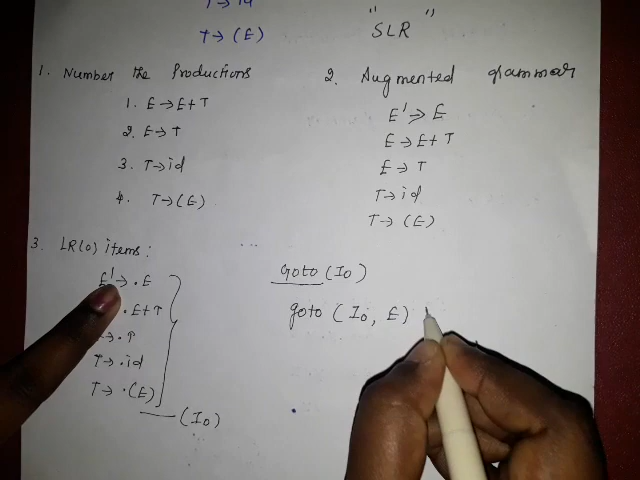 T→id
T→(E)
" "
SLR
1. Number the Productions
1. E→E+T
2. E→T
3. T→id
4. T→(E)
2. Augmented grammar
E'→E
E→E+T
E→T
T→id
T→(E)
3. LR(0) items:
E'→.E
.E+T
→.T
T→.id
T→.(E)
(I₀)
Goto (I₀)
goto (I₀, E)